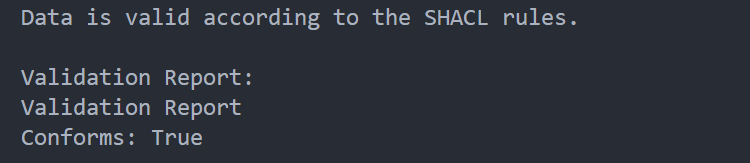 Data is valid according to the SHACL rules.
Validation Report:
Validation Report
Conforms: True